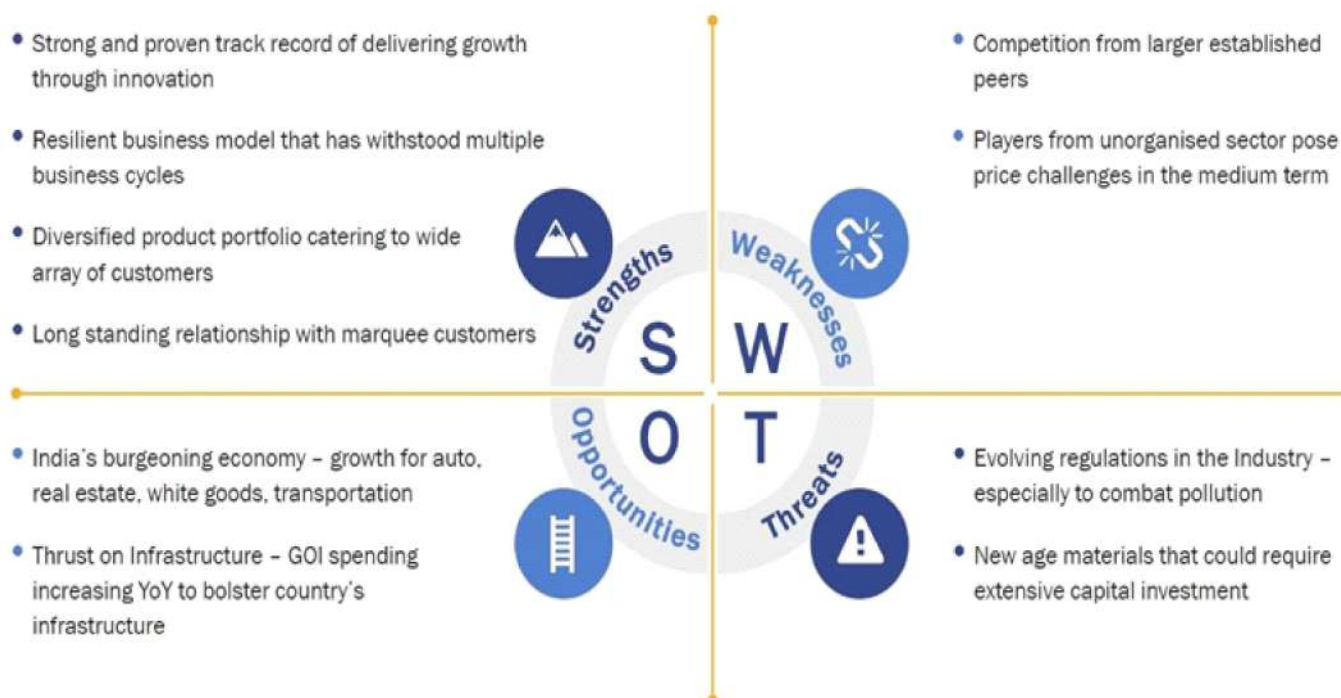 • Strong and proven track record of delivering growth
through innovation
• Resilient business model that has withstood multiple
business cycles
• Diversified product portfolio catering to wide
array of customers
• Long standing relationship with marquee customers
• Competition from larger established
peers
• Players from unorganised sector pose
price challenges in the medium term
Strengths
Weaknesses
S W
O T
Opportunities
Threats
• India's burgeoning economy – growth for auto,
real estate, white goods, transportation
• Thrust on Infrastructure – GOI spending
increasing YoY to bolster country's
infrastructure
• Evolving regulations in the Industry –
especially to combat pollution
• New age materials that could require
extensive capital investment